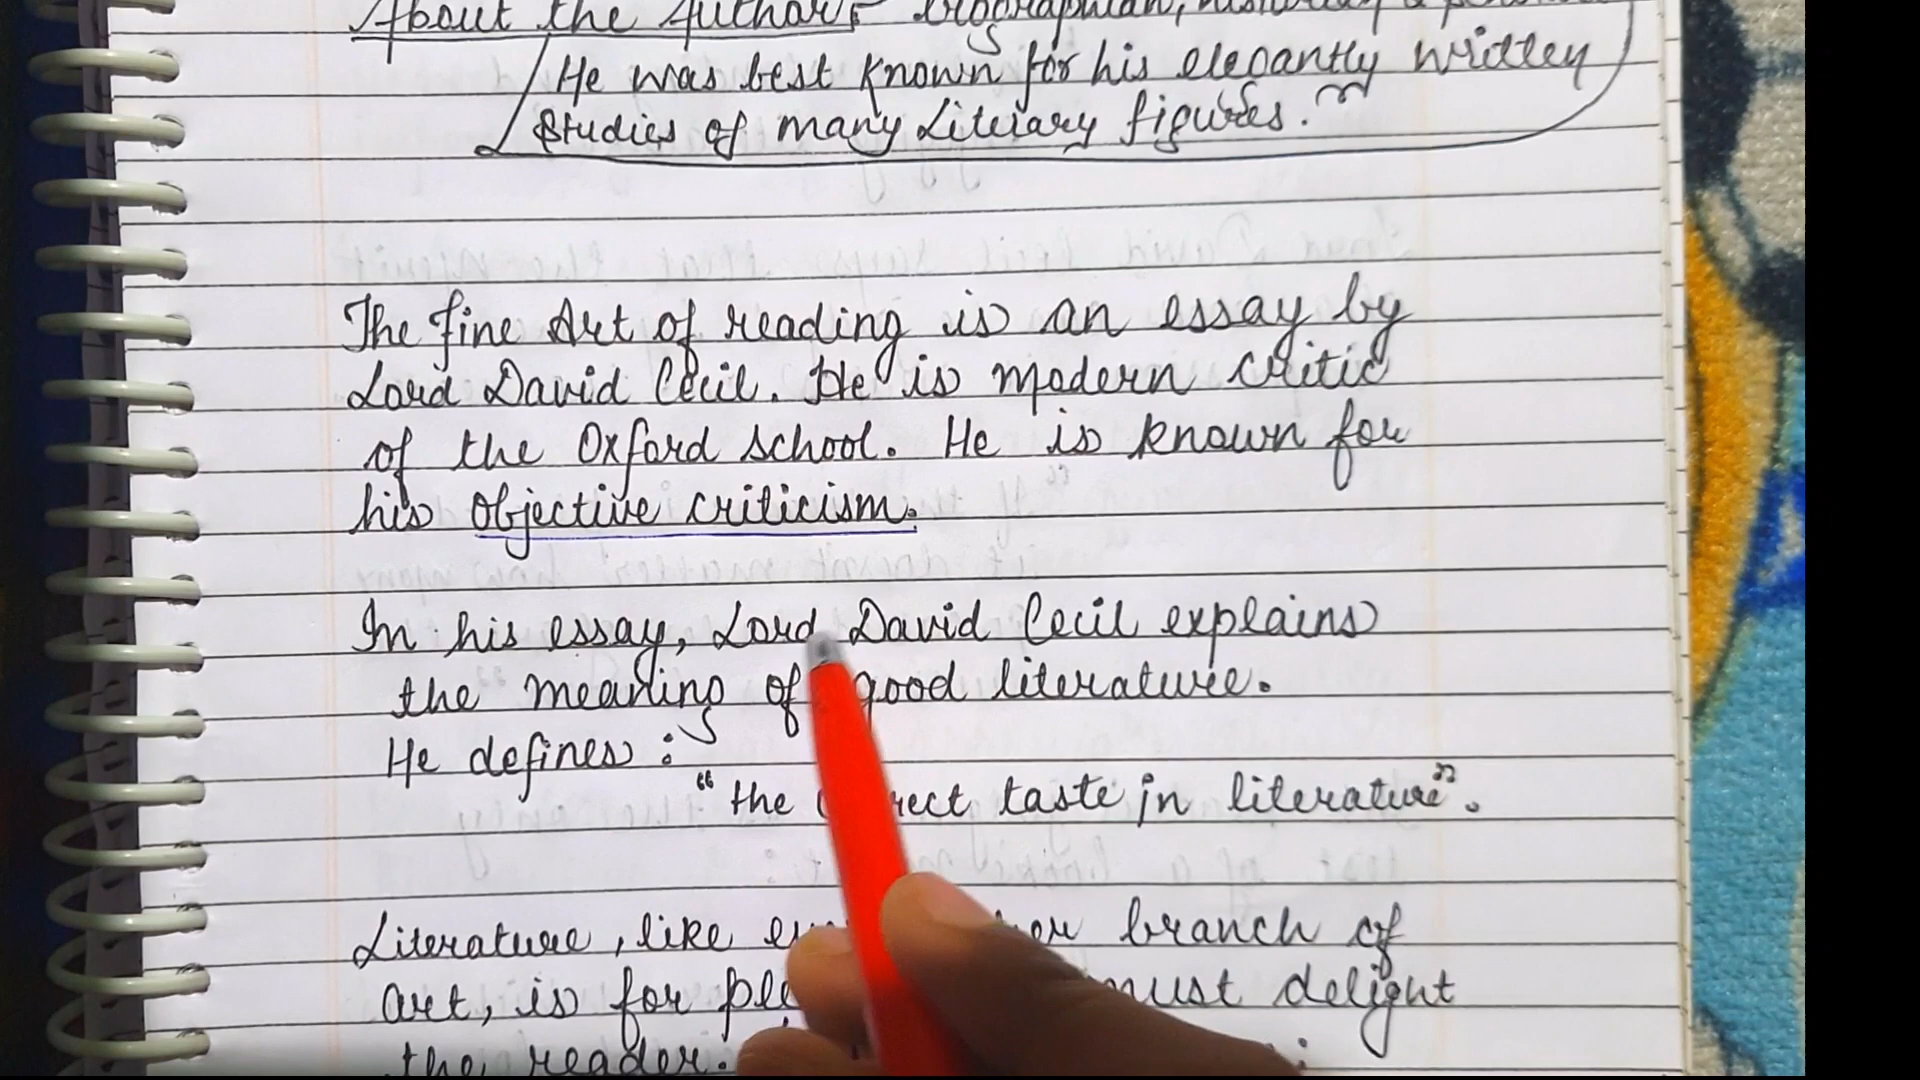 About the Author:
He was best known for his elegantly written
studies of many Literary figures."
The fine Art of reading is an essay by
Lord David Cecil. He is modern critic
of the Oxford school. He is known for
his objective criticism.
In his essay, Lord David Cecil explains
the meaning of good literature.
He defines:
"the taste in literature".
Literature, like branch of
art, is for must delight
the reader.